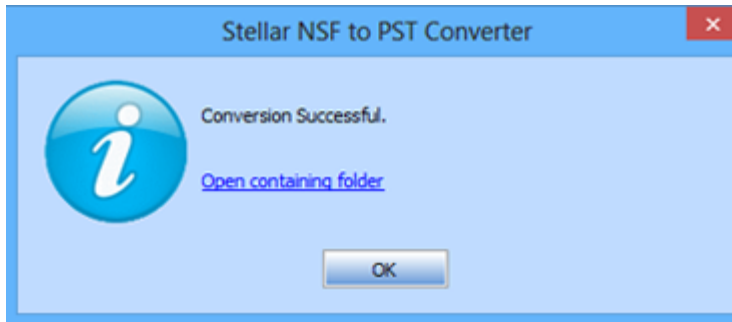 Stellar NSF to PST Converter
Conversion Successful.
Open containing folder
OK